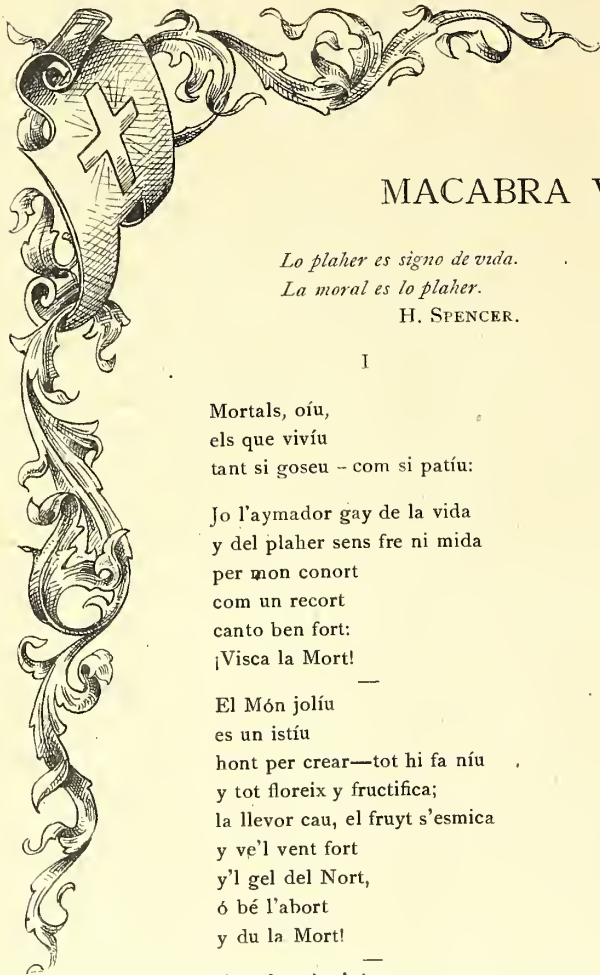 MACABRA
Lo plaher es signo de vida.
La moral es lo plaher.
H. SPENCER.
I
Mortals, oíu,
els que vivíu
tant si goseu – com si patíu:
Jo l'aymador gay de la vida
y del plaher sens fre ni mida
per mon conort
com un recort
canto ben fort:
¡Visca la Mort!
El Món jolíu
es un istíu
hont per crear—tot hi fa níu
y tot floreix y fructifica;
la llevor cau, el fruyt s'esmica
y ve'l vent fort
y'l gel del Nort,
ó bé l'abort
y du la Mort!